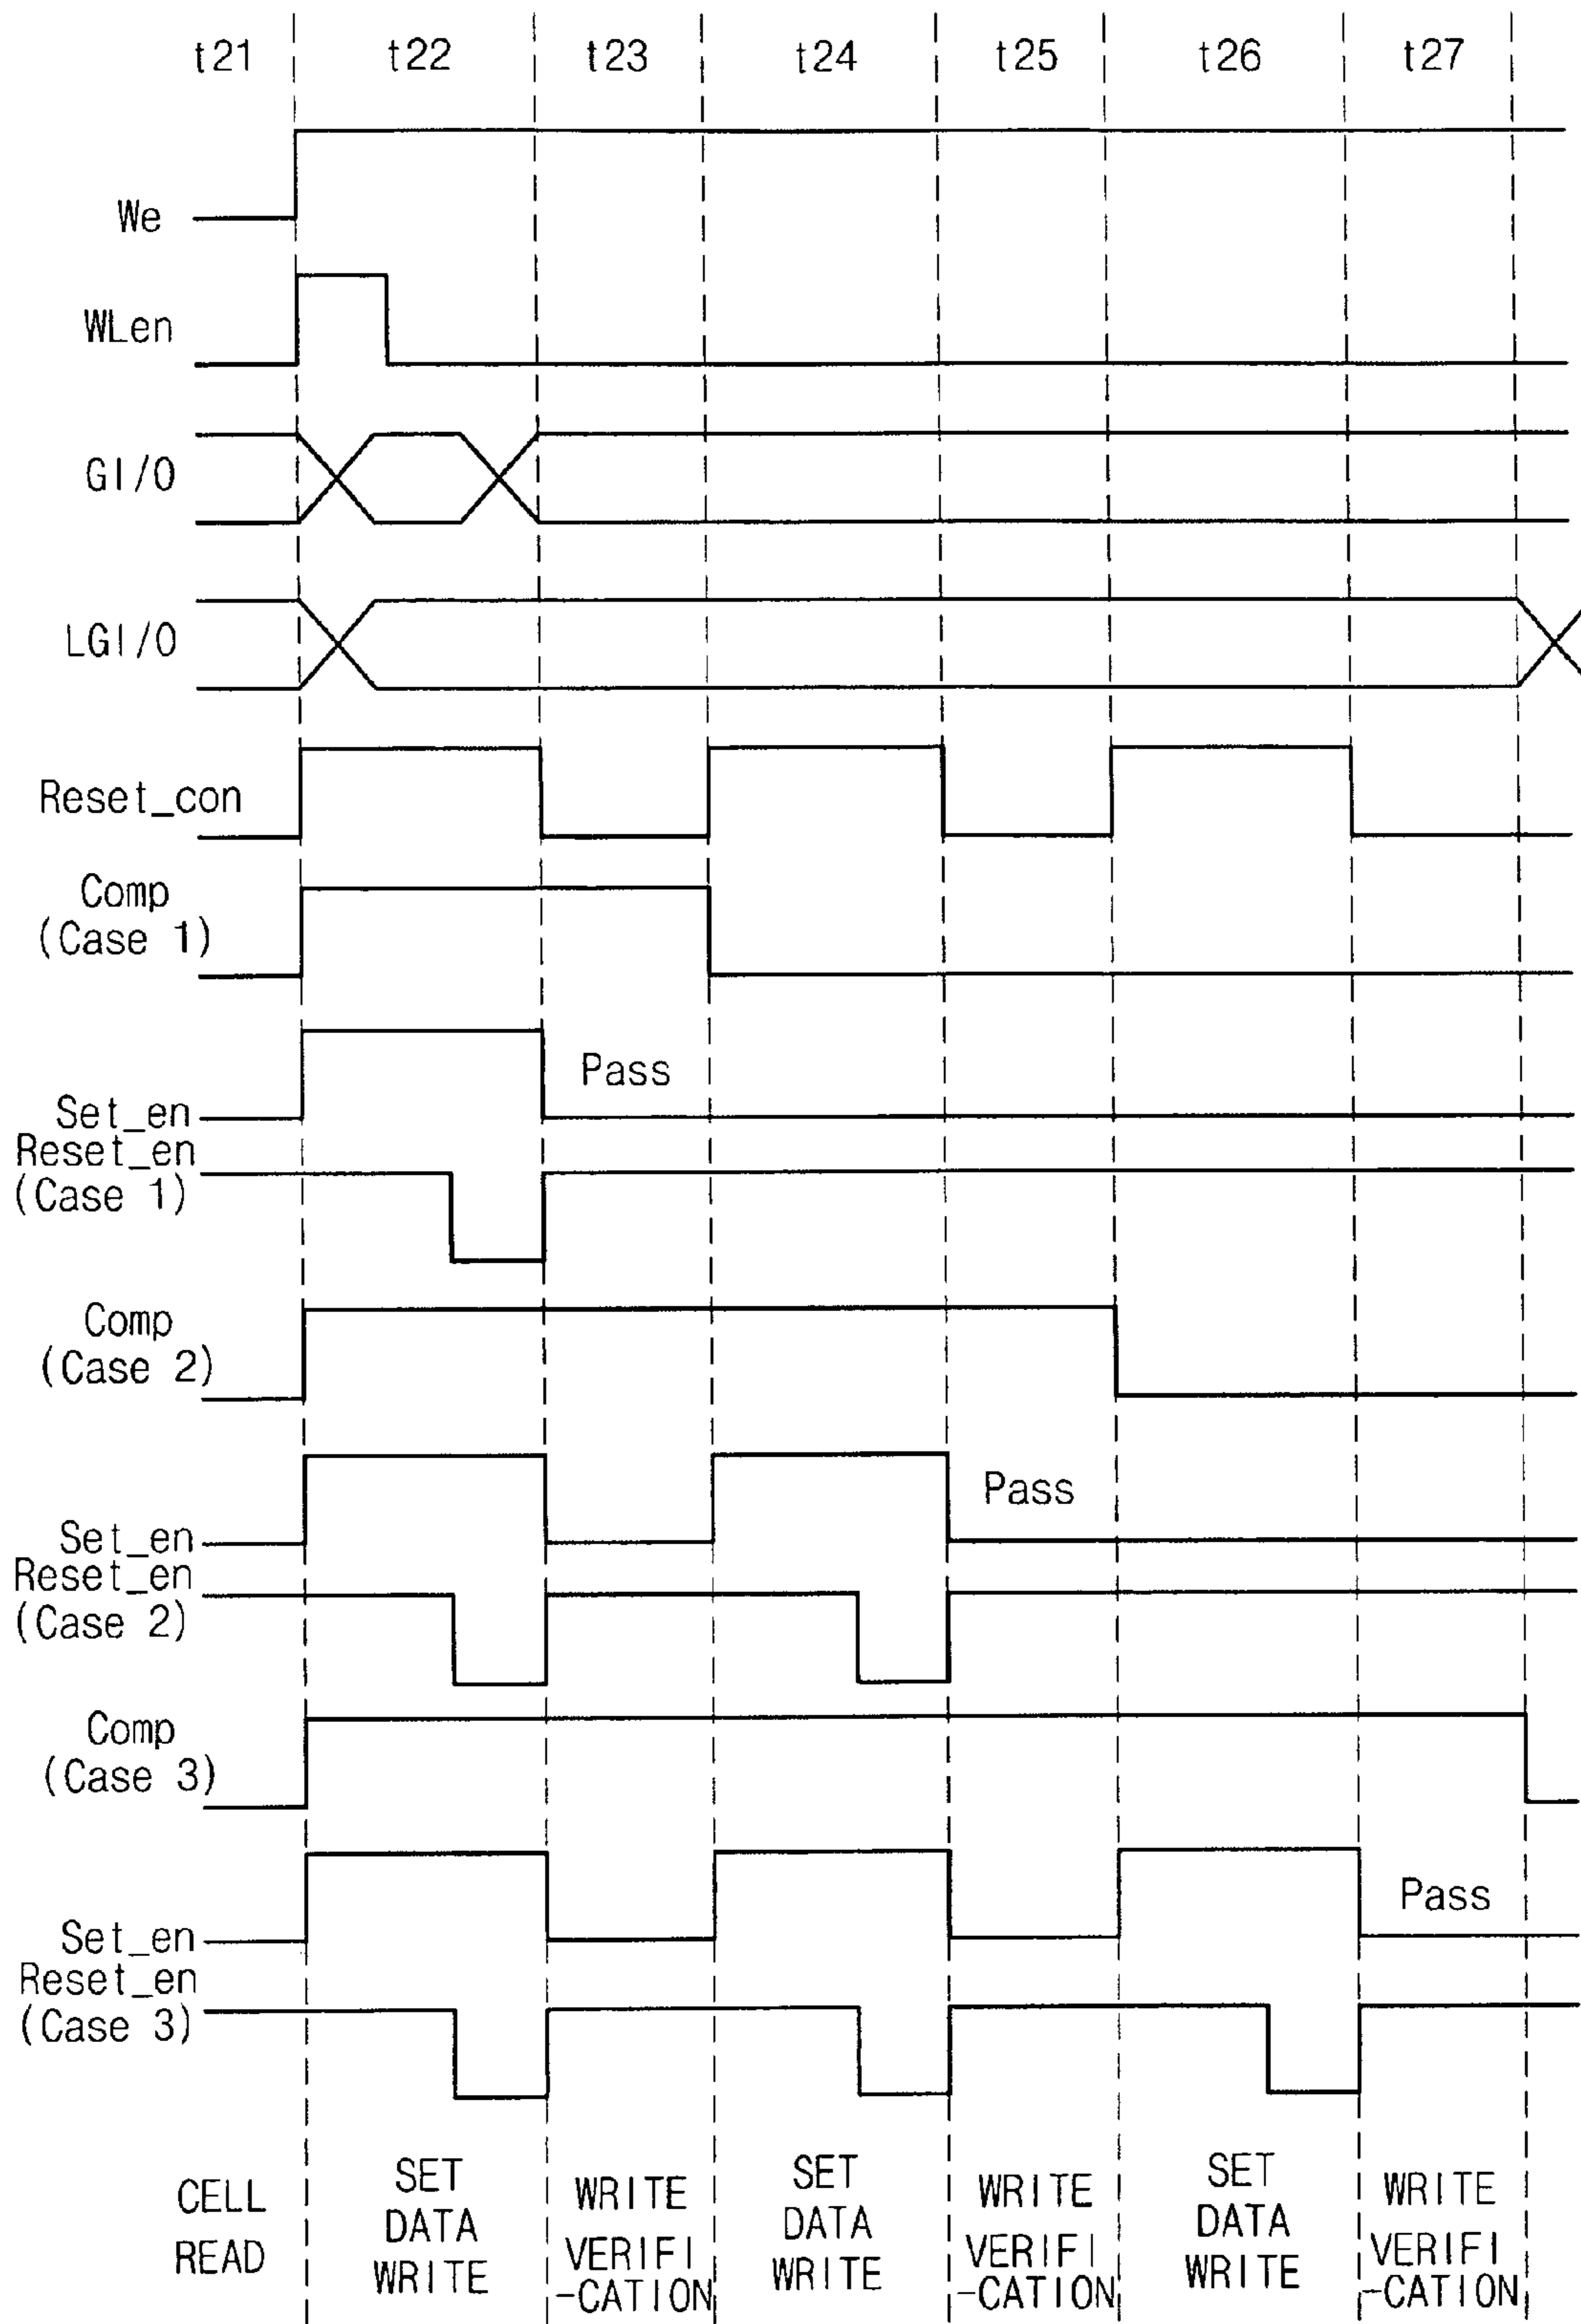 t21 t22 t23 t24 t25 t26 t27
We
WLen
GI/O
LGI/O
Reset_con
Comp
(Case 1)
Pass
Set_en
Reset_en
(Case 1)
Comp
(Case 2)
Pass
Set_en
Reset_en
(Case 2)
Comp
(Case 3)
Pass
Set_en
Reset_en
(Case 3)
CELL
READ
SET
DATA
WRITE
WRITE
VERIFI
-CATION
SET
DATA
WRITE
WRITE
VERIFI
-CATION
SET
DATA
WRITE
WRITE
VERIFI
-CATION